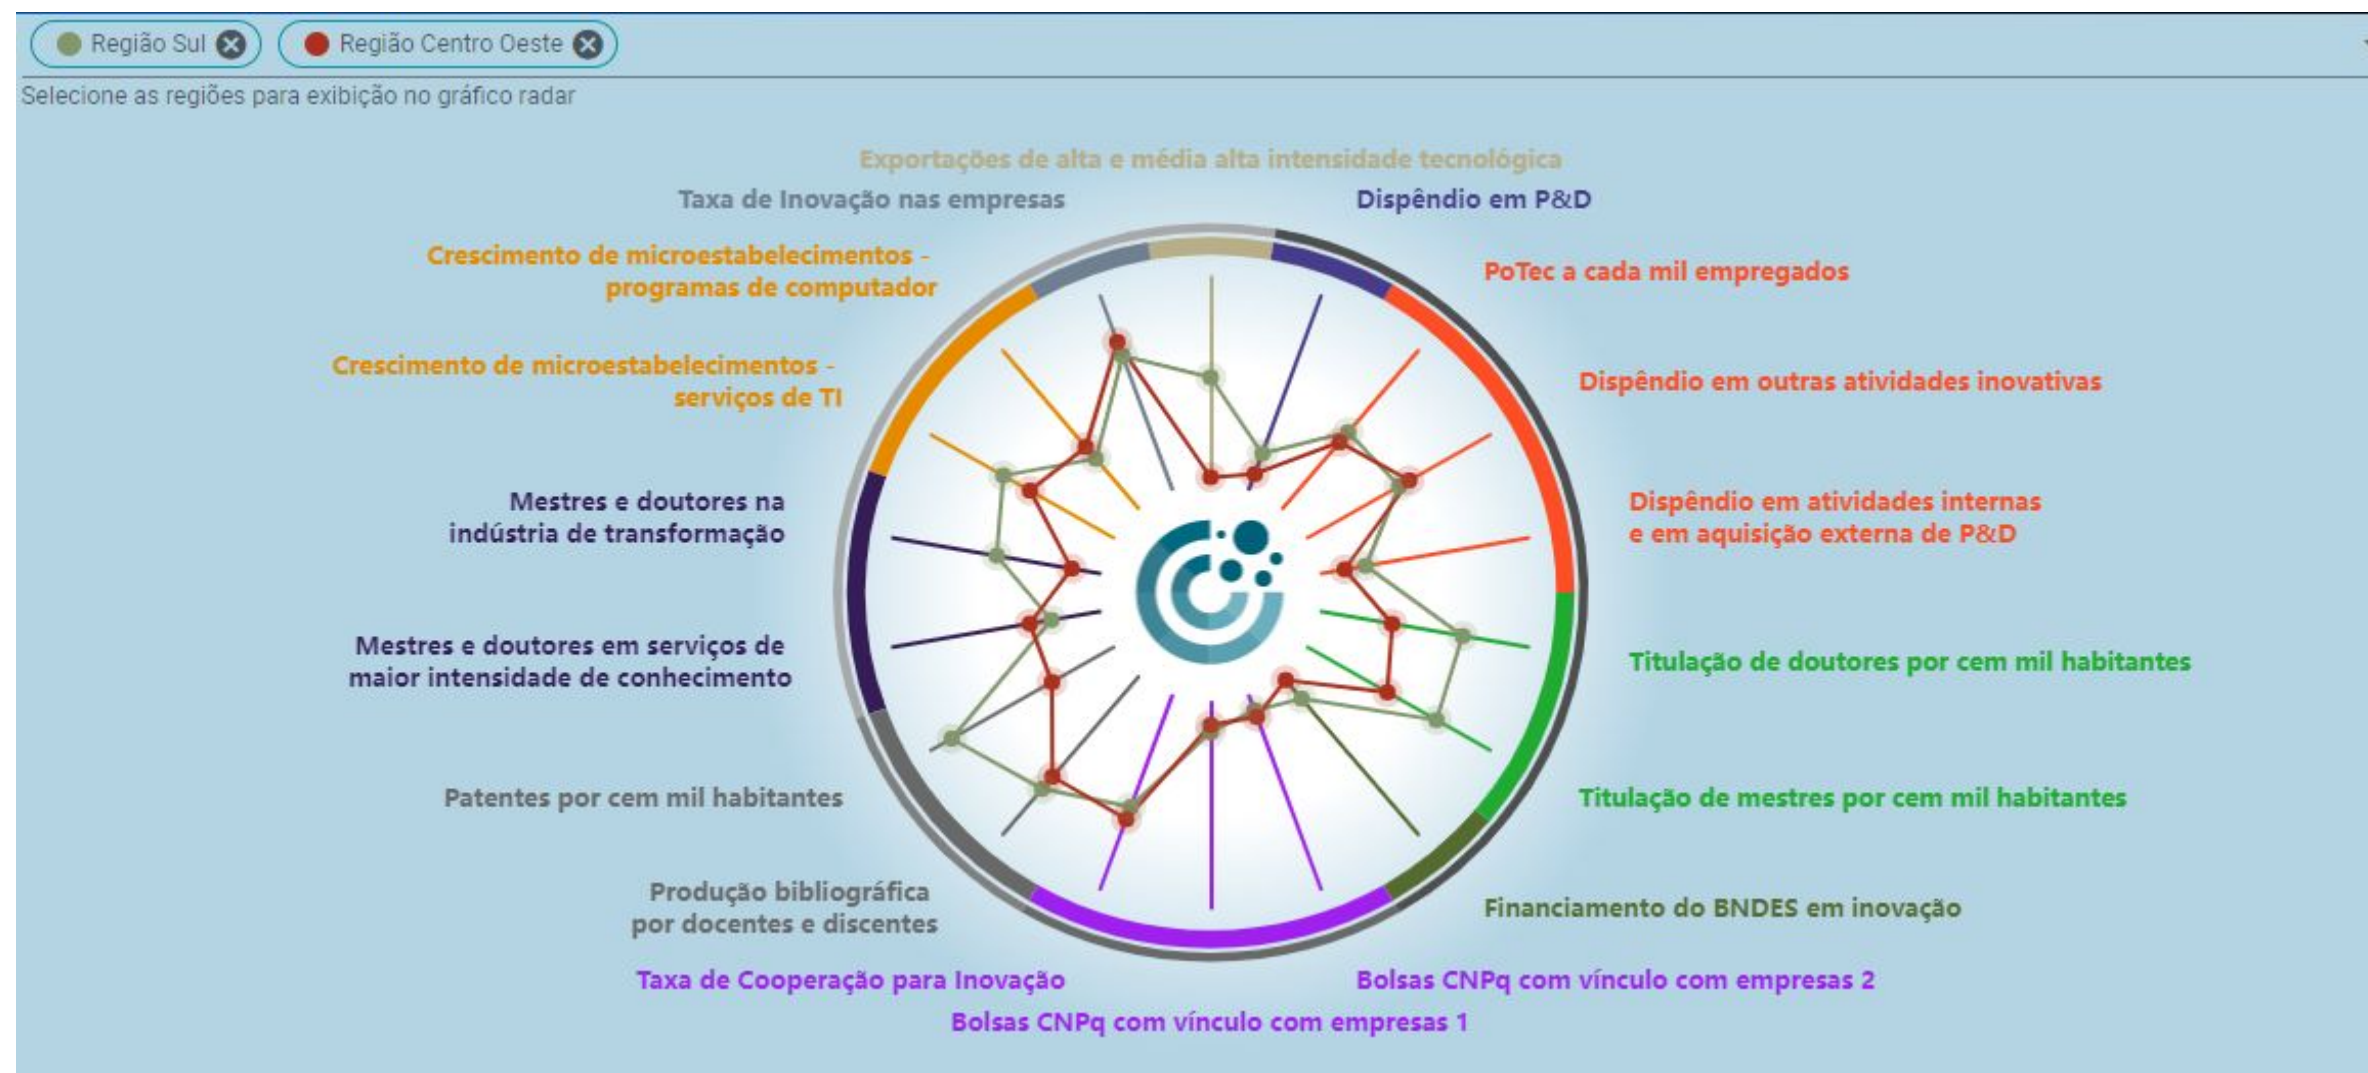 Região Sul
Região Centro Oeste
Selecione as regiões para exibição no gráfico radar
Exportações de alta e média alta intensidade tecnológica
Taxa de Inovação nas empresas
Dispêndio em P&D
Crescimento de microestabelecimentos -
programas de computador
PoTec a cada mil empregados
Crescimento de microestabelecimentos -
serviços de TI
Dispêndio em outras atividades inovativas
Mestres e doutores na
indústria de transformação
Dispêndio em atividades internas
e em aquisição externa de P&D
Mestres e doutores em serviços de
maior intensidade de conhecimento
Titulação de doutores por cem mil habitantes
Patentes por cem mil habitantes
Titulação de mestres por cem mil habitantes
Produção bibliográfica
por docentes e discentes
Financiamento do BNDES em inovação
Taxa de Cooperação para Inovação
Bolsas CNPq com vínculo com empresas 2
Bolsas CNPq com vínculo com empresas 1